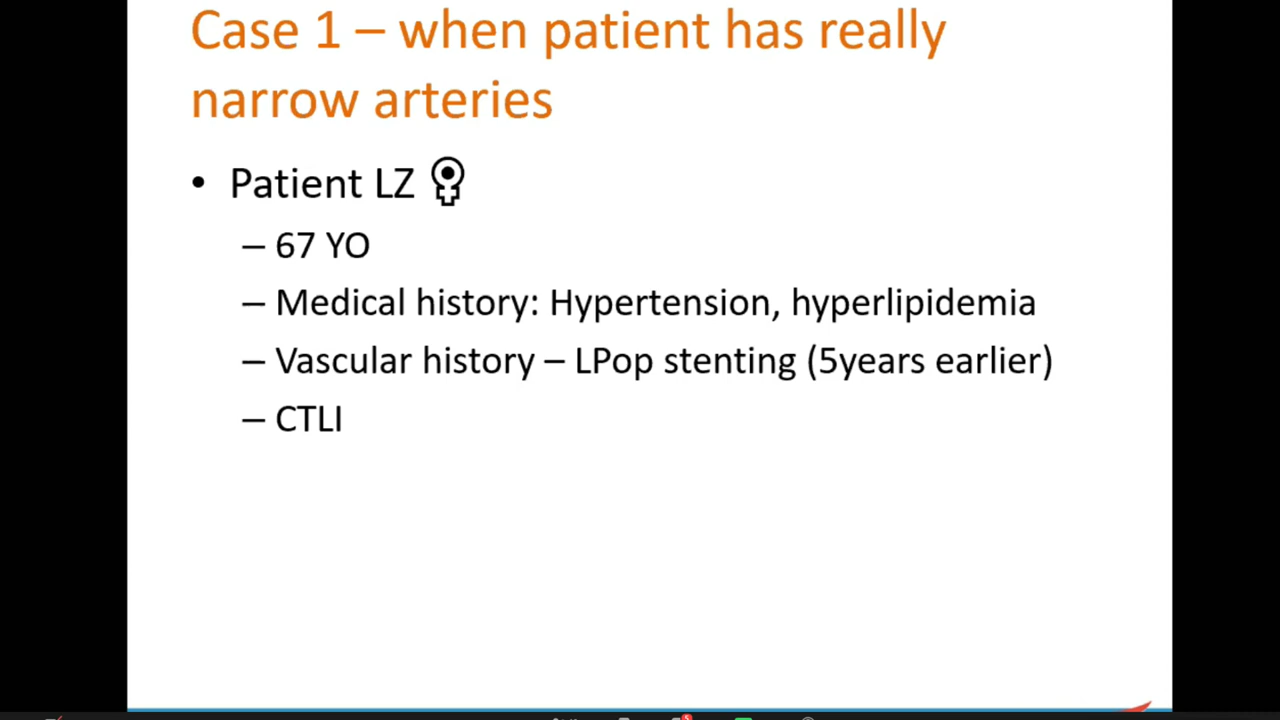 Case 1 – when patient has really
narrow arteries
• Patient LZ
– 67 YO
– Medical history: Hypertension, hyperlipidemia
– Vascular history – LPop stenting (5years earlier)
– CTLI